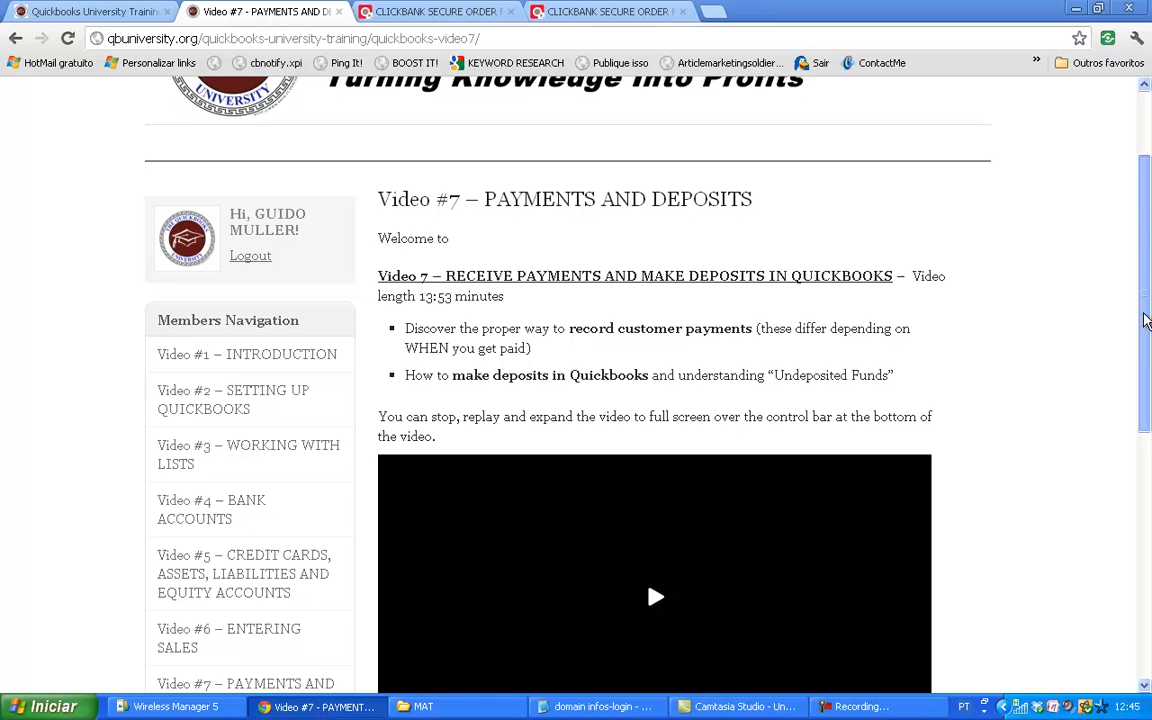 Quickbooks University Trainin
Video #7 - PAYMENTS AND D
CLICKBANK SECURE ORDER F
CLICKBANK SECURE ORDER F
qbuniversity.org/quickbooks-university-training/quickbooks-video7/
HotMail gratuito
Personalizar links
cbnotify.xpi
Ping It!
BOOST IT!
KEYWORD RESEARCH
Publique isso
Articlemarketingsoldier...
Sair
ContactMe
»
Outros favoritos
UNIVERSITY
Turning Knowledge Into Profits
Video #7 – PAYMENTS AND DEPOSITS
Hi, GUIDO
MULLER!
Logout
Welcome to
Video 7 – RECEIVE PAYMENTS AND MAKE DEPOSITS IN QUICKBOOKS – Video
length 13:53 minutes
Members Navigation
Discover the proper way to record customer payments (these differ depending on
WHEN you get paid)
How to make deposits in Quickbooks and understanding “Undeposited Funds”
You can stop, replay and expand the video to full screen over the control bar at the bottom of
the video.
Video #1 – INTRODUCTION
Video #2 – SETTING UP
QUICKBOOKS
Video #3 – WORKING WITH
LISTS
Video #4 – BANK
ACCOUNTS
Video #5 – CREDIT CARDS,
ASSETS, LIABILITIES AND
EQUITY ACCOUNTS
Video #6 – ENTERING
SALES
Video #7 – PAYMENTS AND
Iniciar
Wireless Manager 5
Video #7 - PAYMENT...
MAT
domain infos-login - ...
Camtasia Studio - Un...
Recording...
PT
12:45